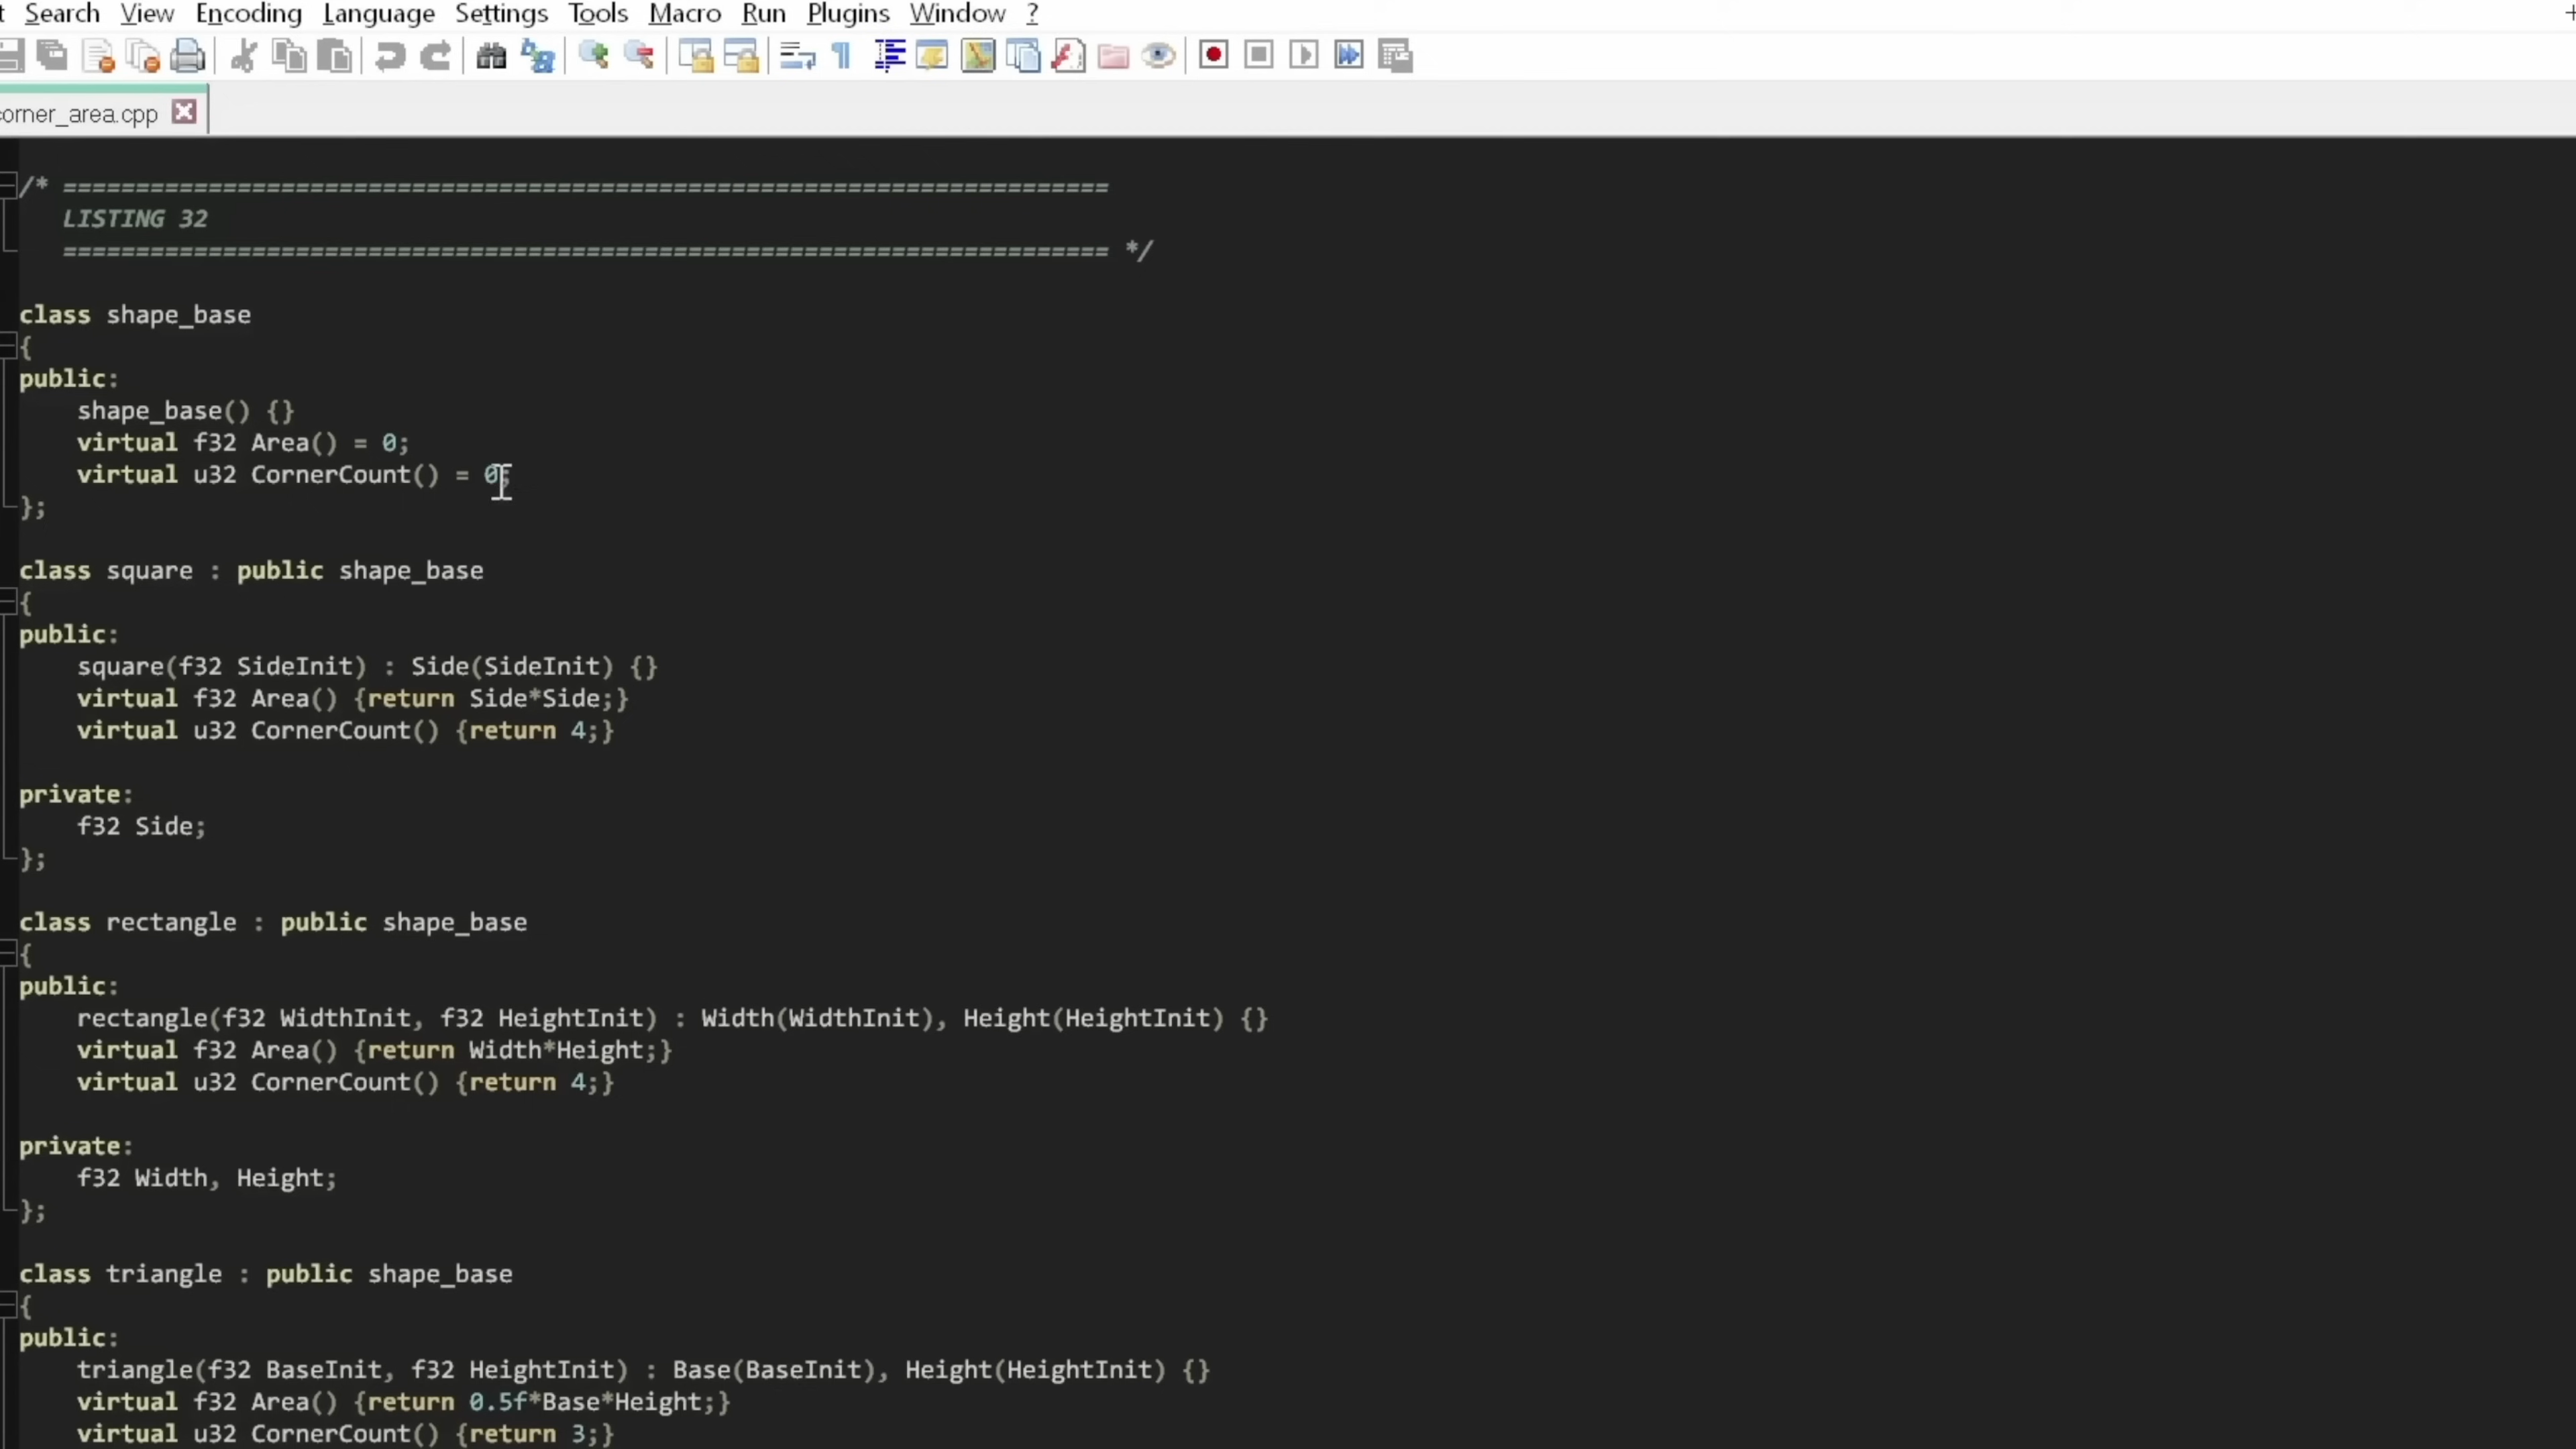 Search View Encoding Language Settings Tools Macro Run Plugins Window ? +
corner_area.cpp
/* ========================================================================
LISTING 32
======================================================================== */
class shape_base
{
public:
shape_base() {}
virtual f32 Area() = 0;
virtual u32 CornerCount() = 0;
};
class square : public shape_base
{
public:
square(f32 SideInit) : Side(SideInit) {}
virtual f32 Area() {return Side*Side;}
virtual u32 CornerCount() {return 4;}
private:
f32 Side;
};
class rectangle : public shape_base
{
public:
rectangle(f32 WidthInit, f32 HeightInit) : Width(WidthInit), Height(HeightInit) {}
virtual f32 Area() {return Width*Height;}
virtual u32 CornerCount() {return 4;}
private:
f32 Width, Height;
};
class triangle : public shape_base
{
public:
triangle(f32 BaseInit, f32 HeightInit) : Base(BaseInit), Height(HeightInit) {}
virtual f32 Area() {return 0.5f*Base*Height;}
virtual u32 CornerCount() {return 3;}